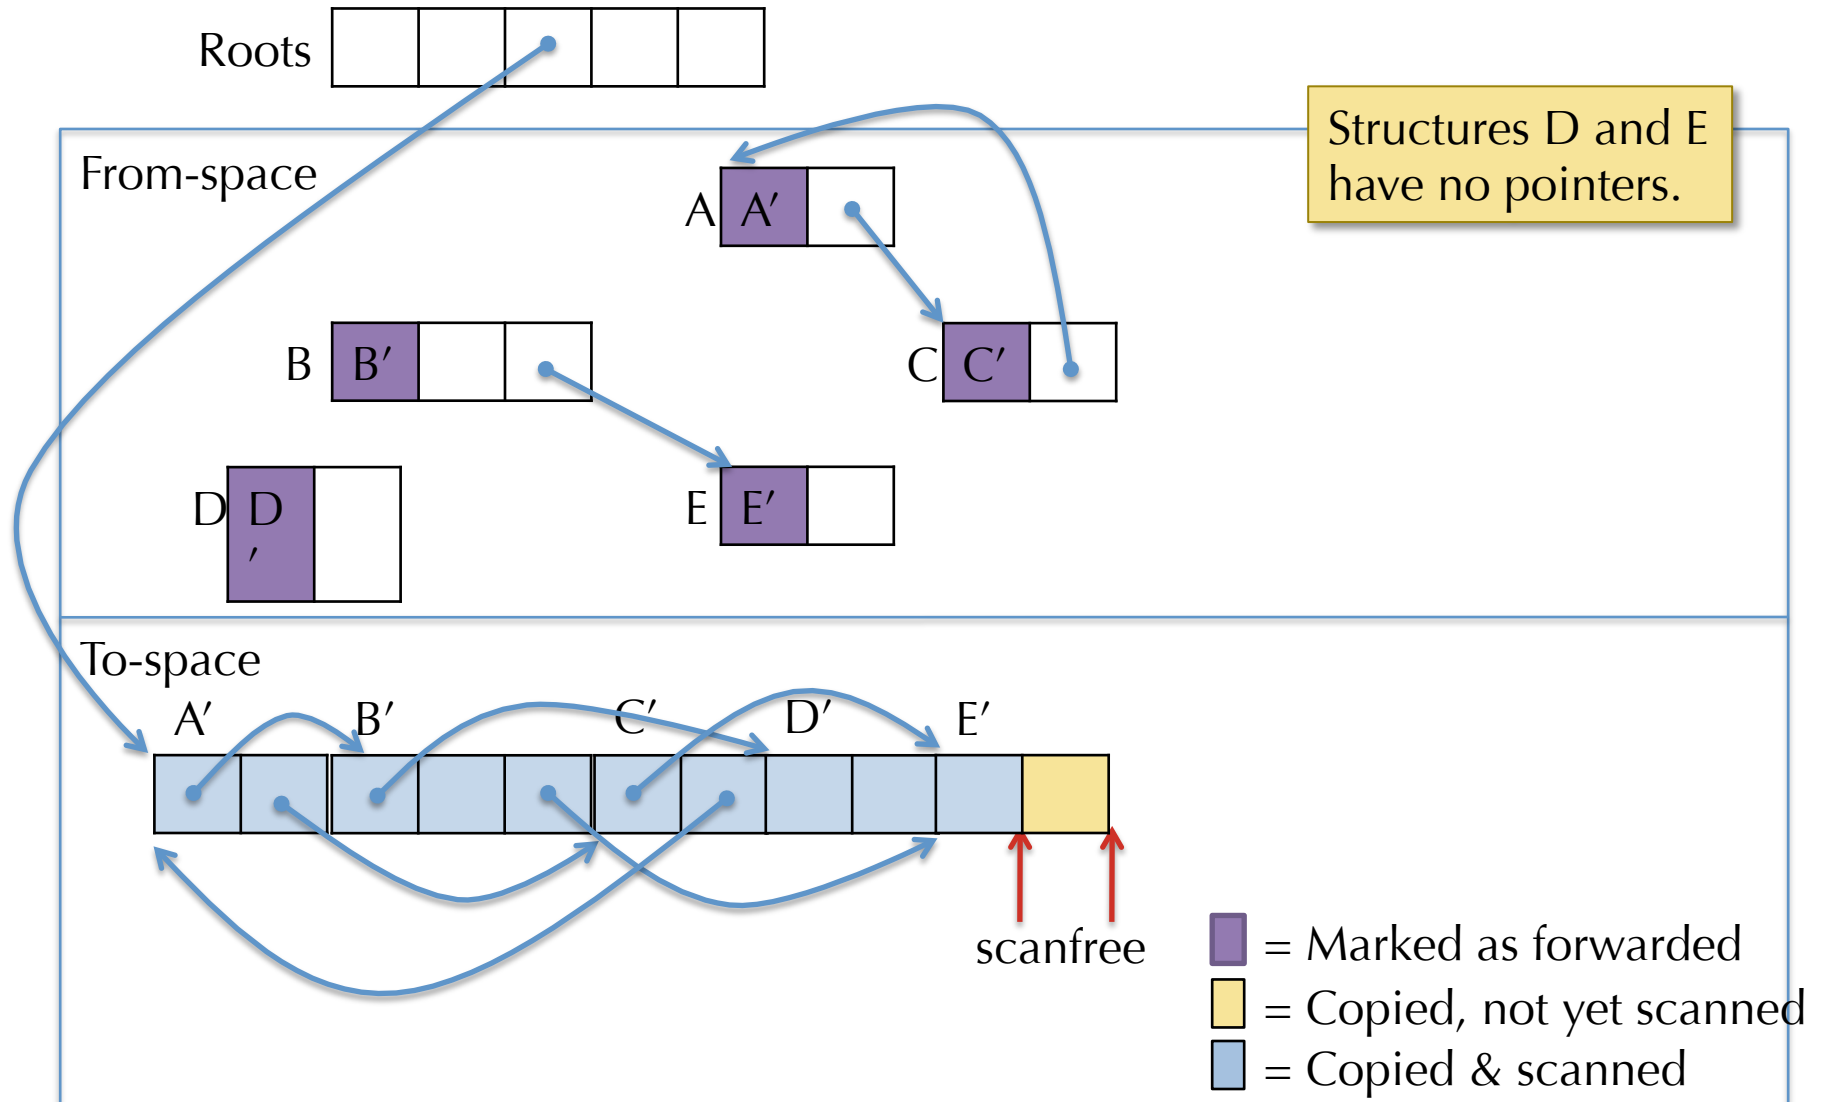 Roots
Structures D and E
have no pointers.
From-space
A A′
B B′
C C′
D D
′
E E′
To-space
A′ B′ C′ D′ E′
scanfree
= Marked as forwarded
= Copied, not yet scanned
= Copied & scanned